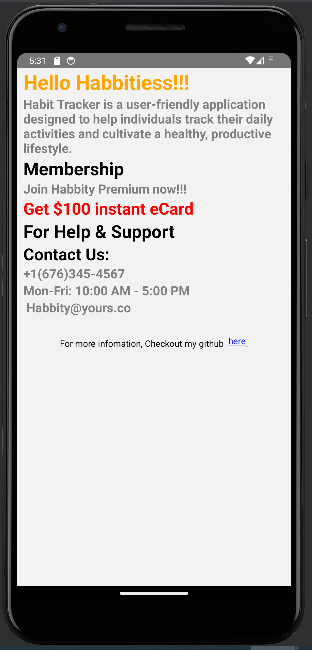 5:31
Hello Habbitiess!!!
Habit Tracker is a user-friendly application
designed to help individuals track their daily
activities and cultivate a healthy, productive
lifestyle.
Membership
Join Habbity Premium now!!!
Get $100 instant eCard
For Help & Support
Contact Us:
+1(676)345-4567
Mon-Fri: 10:00 AM - 5:00 PM
Habbity@yours.co
For more infomation, Checkout my github here.